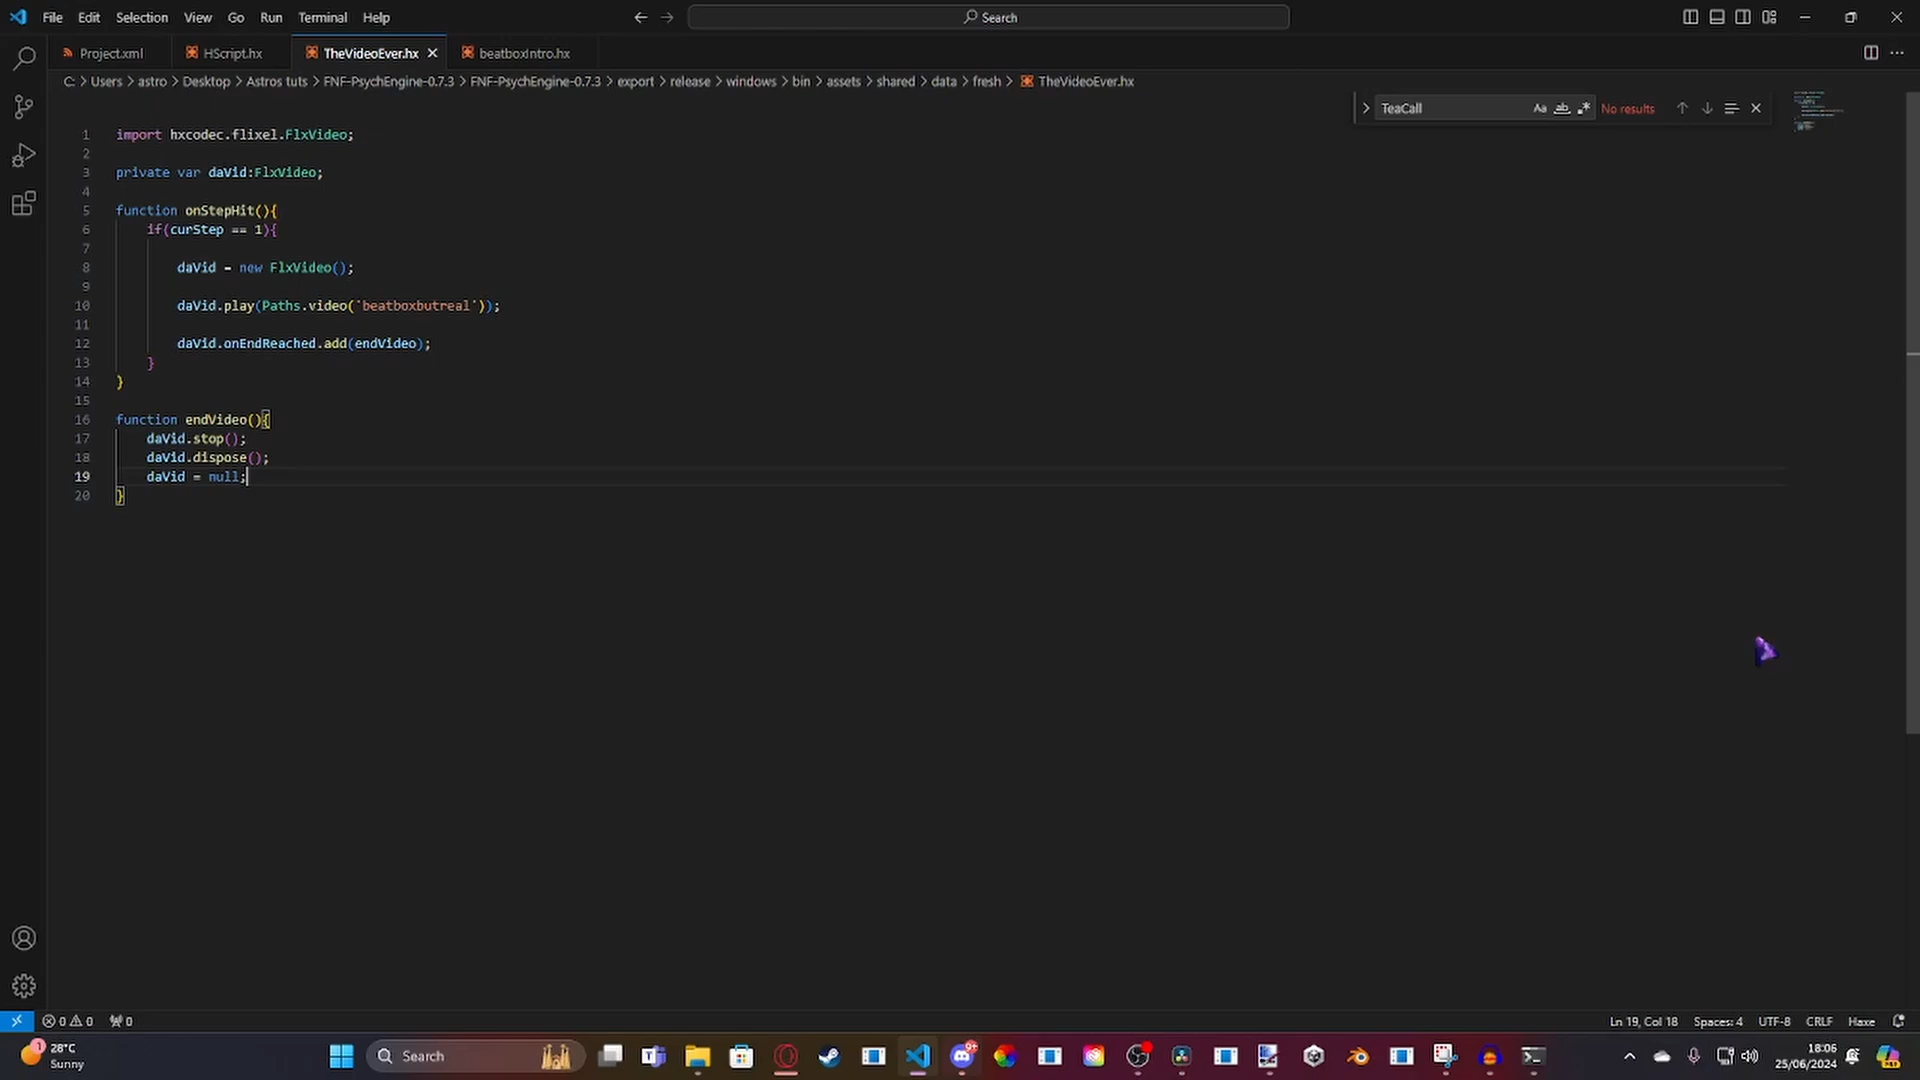 File Edit Selection View Go Run Terminal Help
Search
Project.xml HScript.hx TheVideoEver.hx beatboxIntro.hx
C: > Users > astro > Desktop > Astros tuts > FNF-PsychEngine-0.7.3 > FNF-PsychEngine-0.7.3 > export > release > windows > bin > assets > shared > data > fresh > TheVideoEver.hx
TeaCall Aa ab No results
1 import hxcodec.flixel.FlxVideo;
2
3 private var daVid:FlxVideo;
4
5 function onStepHit(){
6 if(curStep == 1){
7
8 daVid = new FlxVideo();
9
10 daVid.play(Paths.video('beatboxbutreal'));
11
12 daVid.onEndReached.add(endVideo);
13 }
14 }
15
16 function endVideo(){
17 daVid.stop();
18 daVid.dispose();
19 daVid = null;
20 }
0 0 0
Ln 19, Col 18 Spaces: 4 UTF-8 CRLF Haxe
1 28°C
Sunny
Search
9+
18:06
25/06/2024